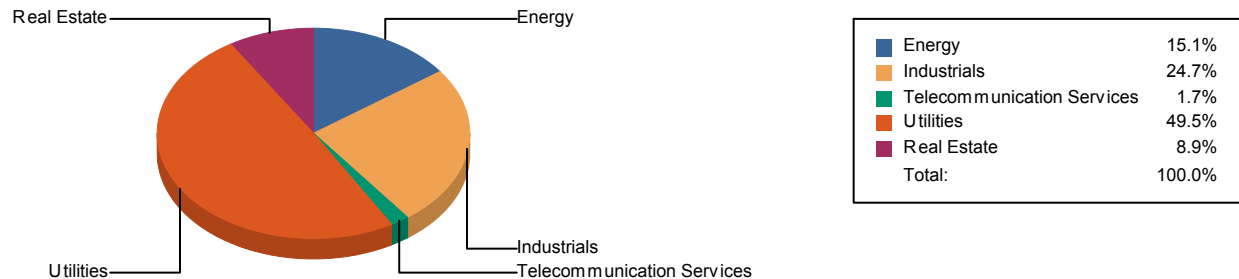 Real Estate
Energy
Industrials
Telecommunication Services
Utilities
Energy 15.1%
Industrials 24.7%
Telecommunication Services 1.7%
Utilities 49.5%
Real Estate 8.9%
Total: 100.0%